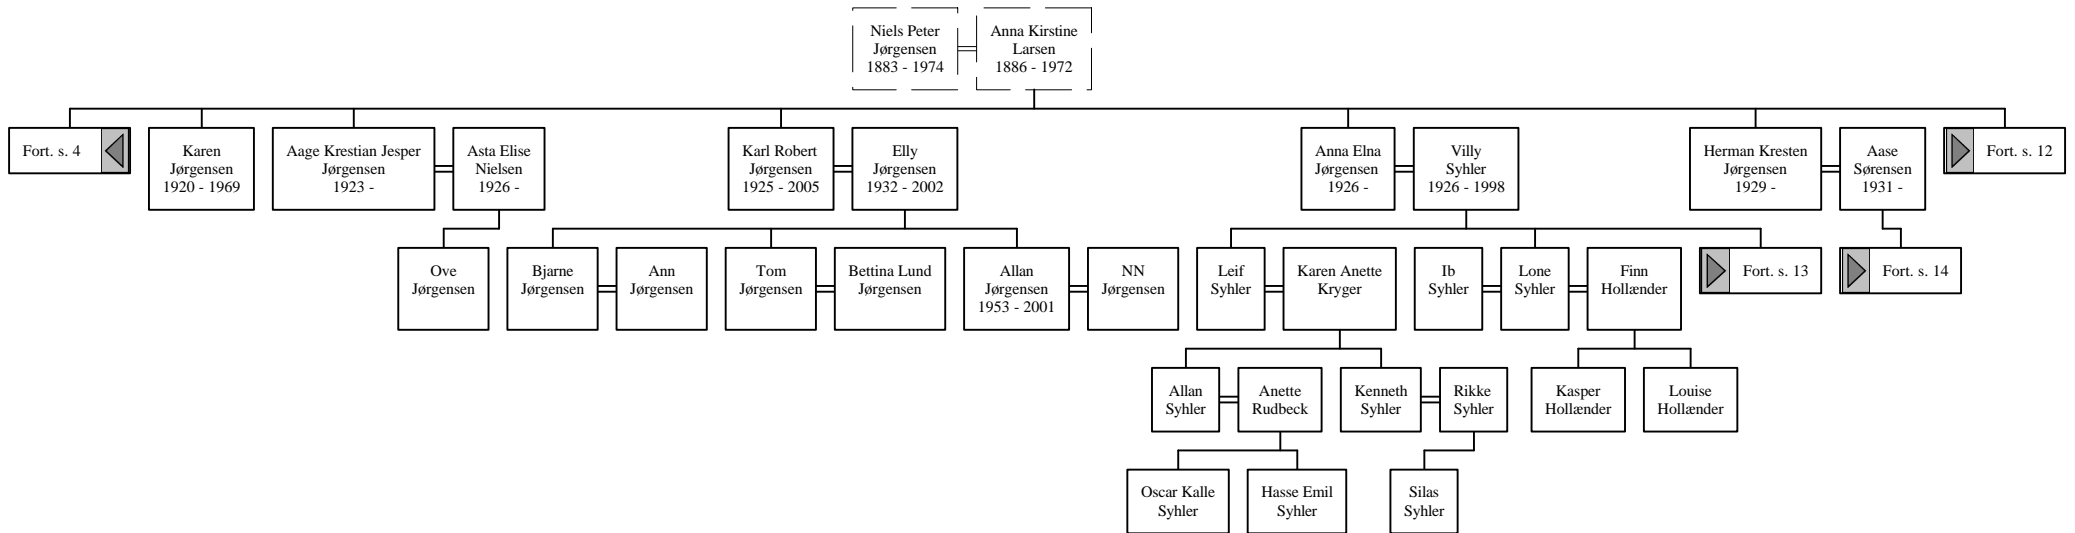 Niels Peter
Jørgensen
1883 - 1974
Anna Kirstine
Larsen
1886 - 1972
Fort. s. 4
Karen
Jørgensen
1920 - 1969
Aage Krestian Jesper
Jørgensen
1923 -
Asta Elise
Nielsen
1926 -
Karl Robert
Jørgensen
1925 - 2005
Elly
Jørgensen
1932 - 2002
Anna Elna
Jørgensen
1926 -
Villy
Syhler
1926 - 1998
Herman Kresten
Jørgensen
1929 -
Aase
Sørensen
1931 -
Fort. s. 12
Ove
Jørgensen
Bjarne
Jørgensen
Ann
Jørgensen
Tom
Jørgensen
Bettina Lund
Jørgensen
Allan
Jørgensen
1953 - 2001
NN
Jørgensen
Leif
Syhler
Karen Anette
Kryger
Ib
Syhler
Lone
Syhler
Finn
Hollænder
Fort. s. 13
Fort. s. 14
Allan
Syhler
Anette
Rudbeck
Kenneth
Syhler
Rikke
Syhler
Kasper
Hollænder
Louise
Hollænder
Oscar Kalle
Syhler
Hasse Emil
Syhler
Silas
Syhler